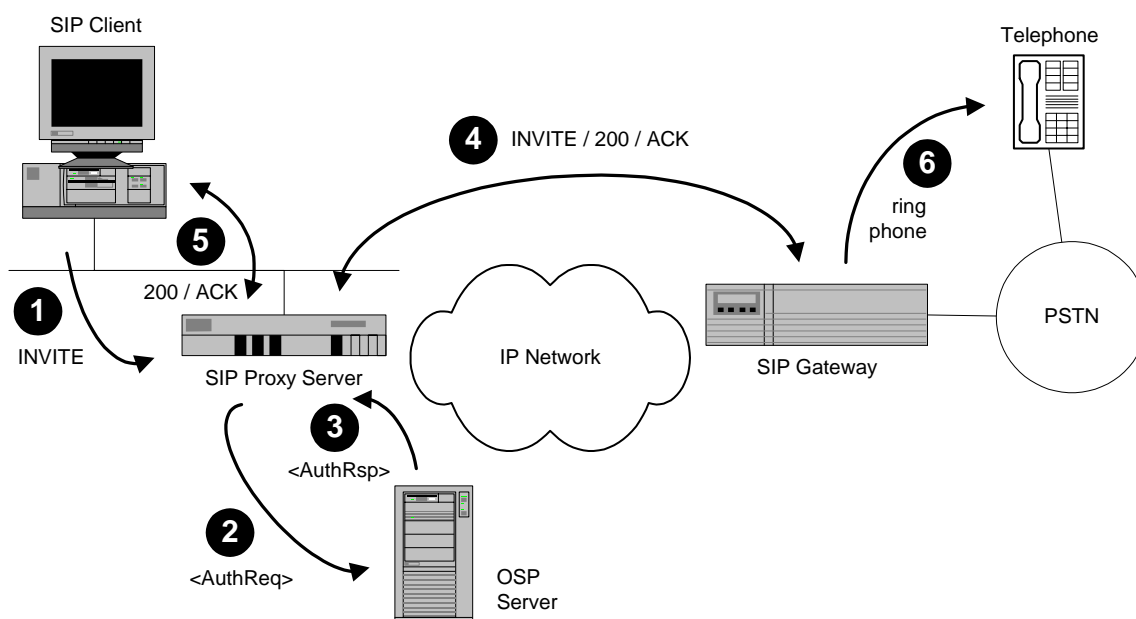 SIP Client
Telephone
4
INVITE / 200 / ACK
6
ring
phone
5
200 / ACK
1
INVITE
SIP Proxy Server
IP Network
SIP Gateway
PSTN
3
<AuthRsp>
2
<AuthReq>
OSP
Server